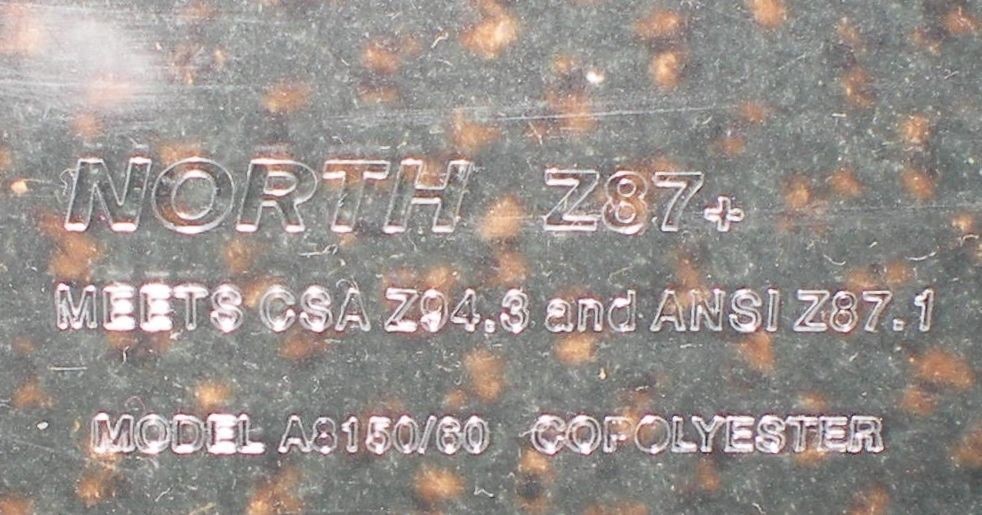 NORTH Z87+
MEETS CSA Z94.3 and ANSI Z87.1
MODEL A8150/60 COPOLYESTER